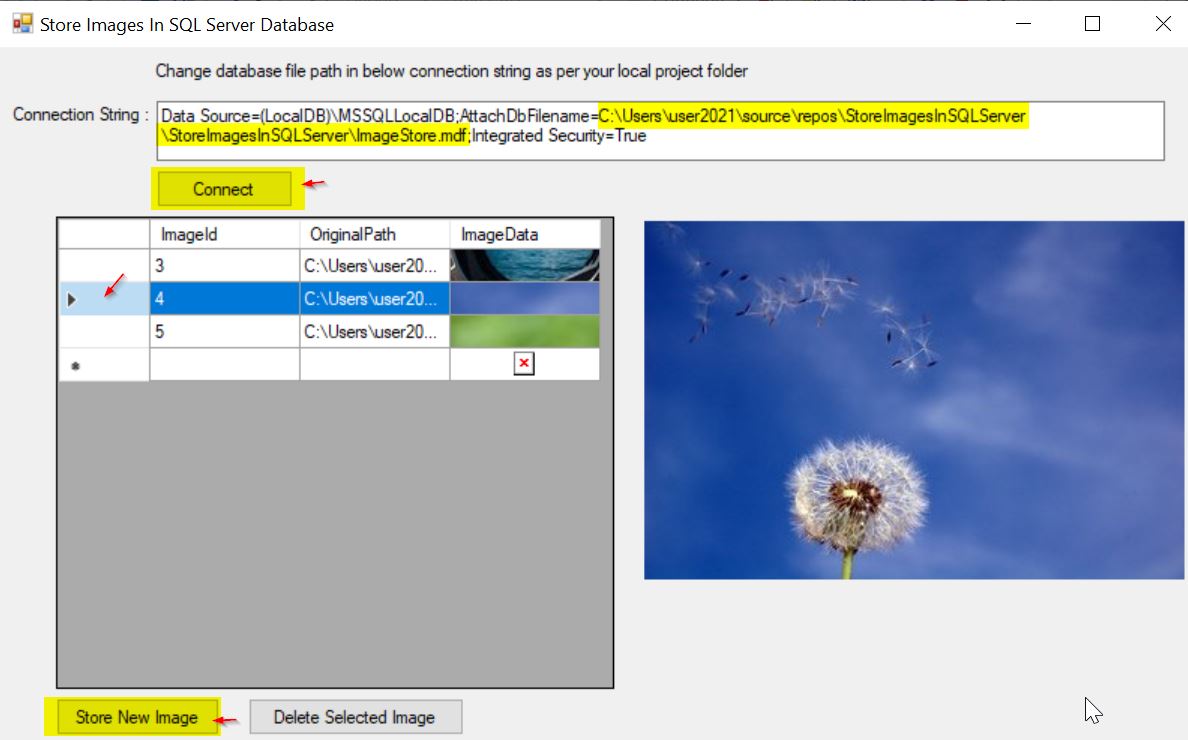 Store Images In SQL Server Database
Change database file path in below connection string as per your local project folder
Connection String :
Data Source=(LocalDB)\MSSQLLocalDB;AttachDbFilename=C:\Users\user2021\source\repos\StoreImagesInSQLServer
\StoreImagesInSQLServer\ImageStore.mdf;Integrated Security=True
Connect
ImageId OriginalPath ImageData
3 C:\Users\user20...
4 C:\Users\user20...
5 C:\Users\user20...
Store New Image Delete Selected Image